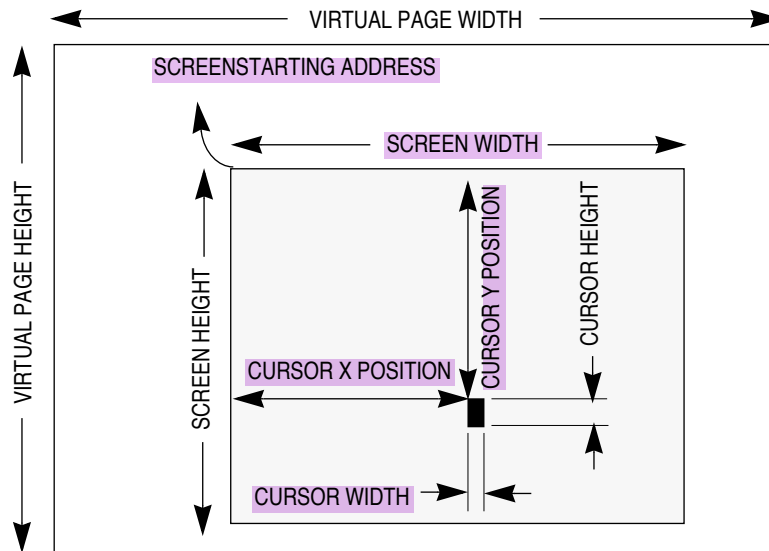 VIRTUAL PAGE WIDTH
SCREENSTARTING ADDRESS
SCREEN WIDTH
VIRTUAL PAGE HEIGHT
SCREEN HEIGHT
CURSOR Y POSITION
CURSOR HEIGHT
CURSOR X POSITION
CURSOR WIDTH